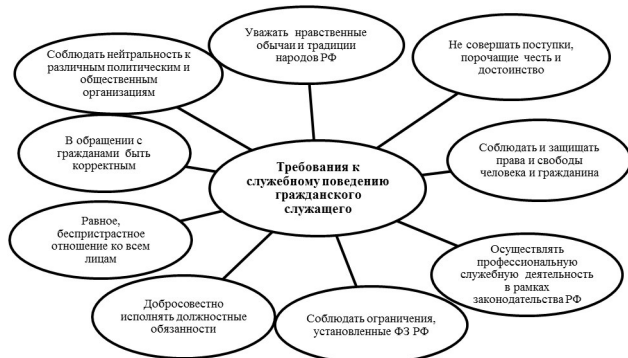 Уважать нравственные
обычаи и традиции
народов РФ
Не совершать поступки,
порочащие честь и
достоинство
Соблюдать нейтральность к
различным политическим и
общественным
организациям
В обращении с
гражданами быть
корректным
Требования к
служебному поведению
гражданского
служащего
Соблюдать и защищать
права и свободы
человека и гражданина
Равное,
беспристрастное
отношение ко всем
лицам
Осуществлять
профессиональную
служебную деятельность
в рамках
законодательства РФ
Добросовестно
исполнять должностные
обязанности
Соблюдать ограничения,
установленные ФЗ РФ